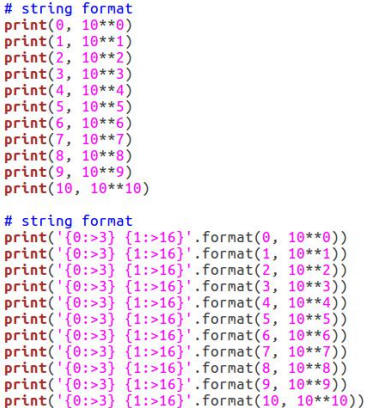 # string format
print(0, 10**0)
print(1, 10**1)
print(2, 10**2)
print(3, 10**3)
print(4, 10**4)
print(5, 10**5)
print(6, 10**6)
print(7, 10**7)
print(8, 10**8)
print(9, 10**9)
print(10, 10**10)

# string format
print('{0:>3} {1:>16}'.format(0, 10**0))
print('{0:>3} {1:>16}'.format(1, 10**1))
print('{0:>3} {1:>16}'.format(2, 10**2))
print('{0:>3} {1:>16}'.format(3, 10**3))
print('{0:>3} {1:>16}'.format(4, 10**4))
print('{0:>3} {1:>16}'.format(5, 10**5))
print('{0:>3} {1:>16}'.format(6, 10**6))
print('{0:>3} {1:>16}'.format(7, 10**7))
print('{0:>3} {1:>16}'.format(8, 10**8))
print('{0:>3} {1:>16}'.format(9, 10**9))
print('{0:>3} {1:>16}'.format(10, 10**10))